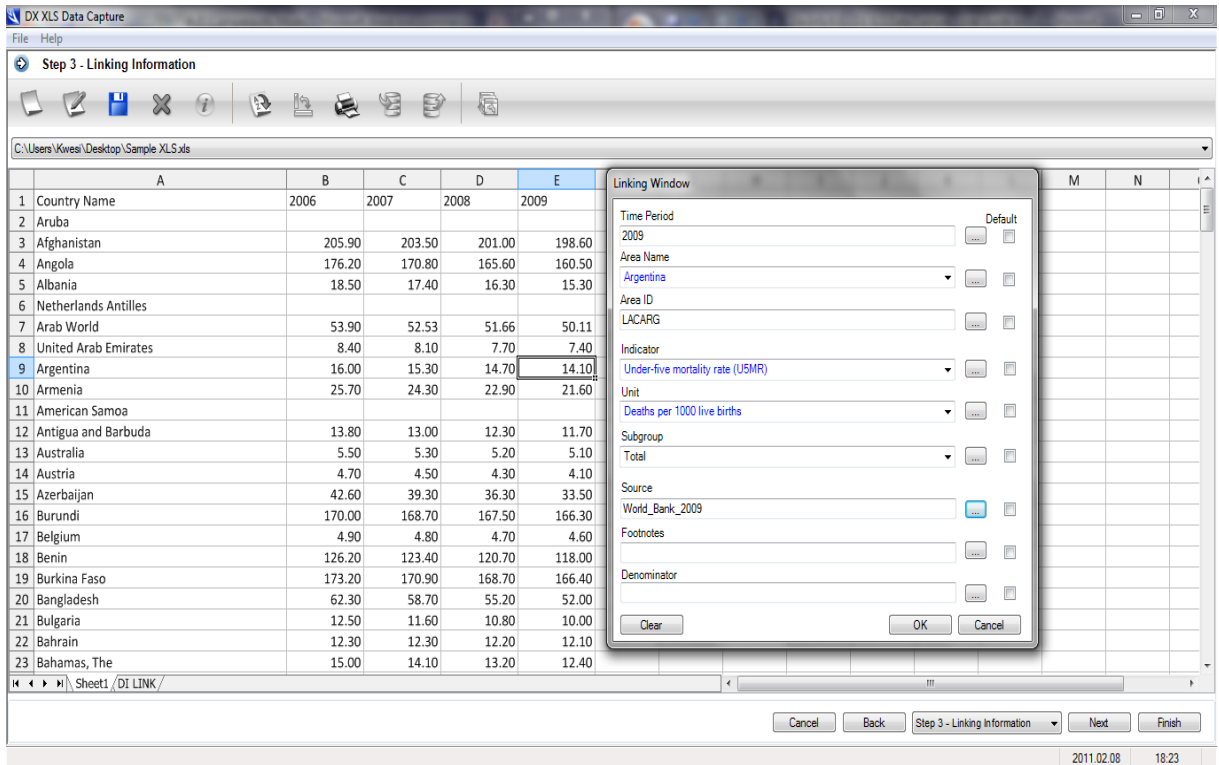 DX XLS Data Capture
File Help
Step 3 - Linking Information
C:\Users\Kwesi\Desktop\Sample XLS.xls
A B C D E M N
1 Country Name 2006 2007 2008 2009
2 Aruba
3 Afghanistan 205.90 203.50 201.00 198.60
4 Angola 176.20 170.80 165.60 160.50
5 Albania 18.50 17.40 16.30 15.30
6 Netherlands Antilles
7 Arab World 53.90 52.53 51.66 50.11
8 United Arab Emirates 8.40 8.10 7.70 7.40
9 Argentina 16.00 15.30 14.70 14.10
10 Armenia 25.70 24.30 22.90 21.60
11 American Samoa
12 Antigua and Barbuda 13.80 13.00 12.30 11.70
13 Australia 5.50 5.30 5.20 5.10
14 Austria 4.70 4.50 4.30 4.10
15 Azerbaijan 42.60 39.30 36.30 33.50
16 Burundi 170.00 168.70 167.50 166.30
17 Belgium 4.90 4.80 4.70 4.60
18 Benin 126.20 123.40 120.70 118.00
19 Burkina Faso 173.20 170.90 168.70 166.40
20 Bangladesh 62.30 58.70 55.20 52.00
21 Bulgaria 12.50 11.60 10.80 10.00
22 Bahrain 12.30 12.30 12.20 12.10
23 Bahamas, The 15.00 14.10 13.20 12.40
Sheet1 DI LINK
Linking Window
Time Period Default
2009 ...
Area Name
Argentina ...
Area ID
LACARG ...
Indicator
Under-five mortality rate (U5MR) ...
Unit
Deaths per 1000 live births ...
Subgroup
Total ...
Source
World_Bank_2009 ...
Footnotes
...
Denominator
...
Clear OK Cancel
Cancel Back Step 3 - Linking Information Next Finish
2011.02.08 18:23